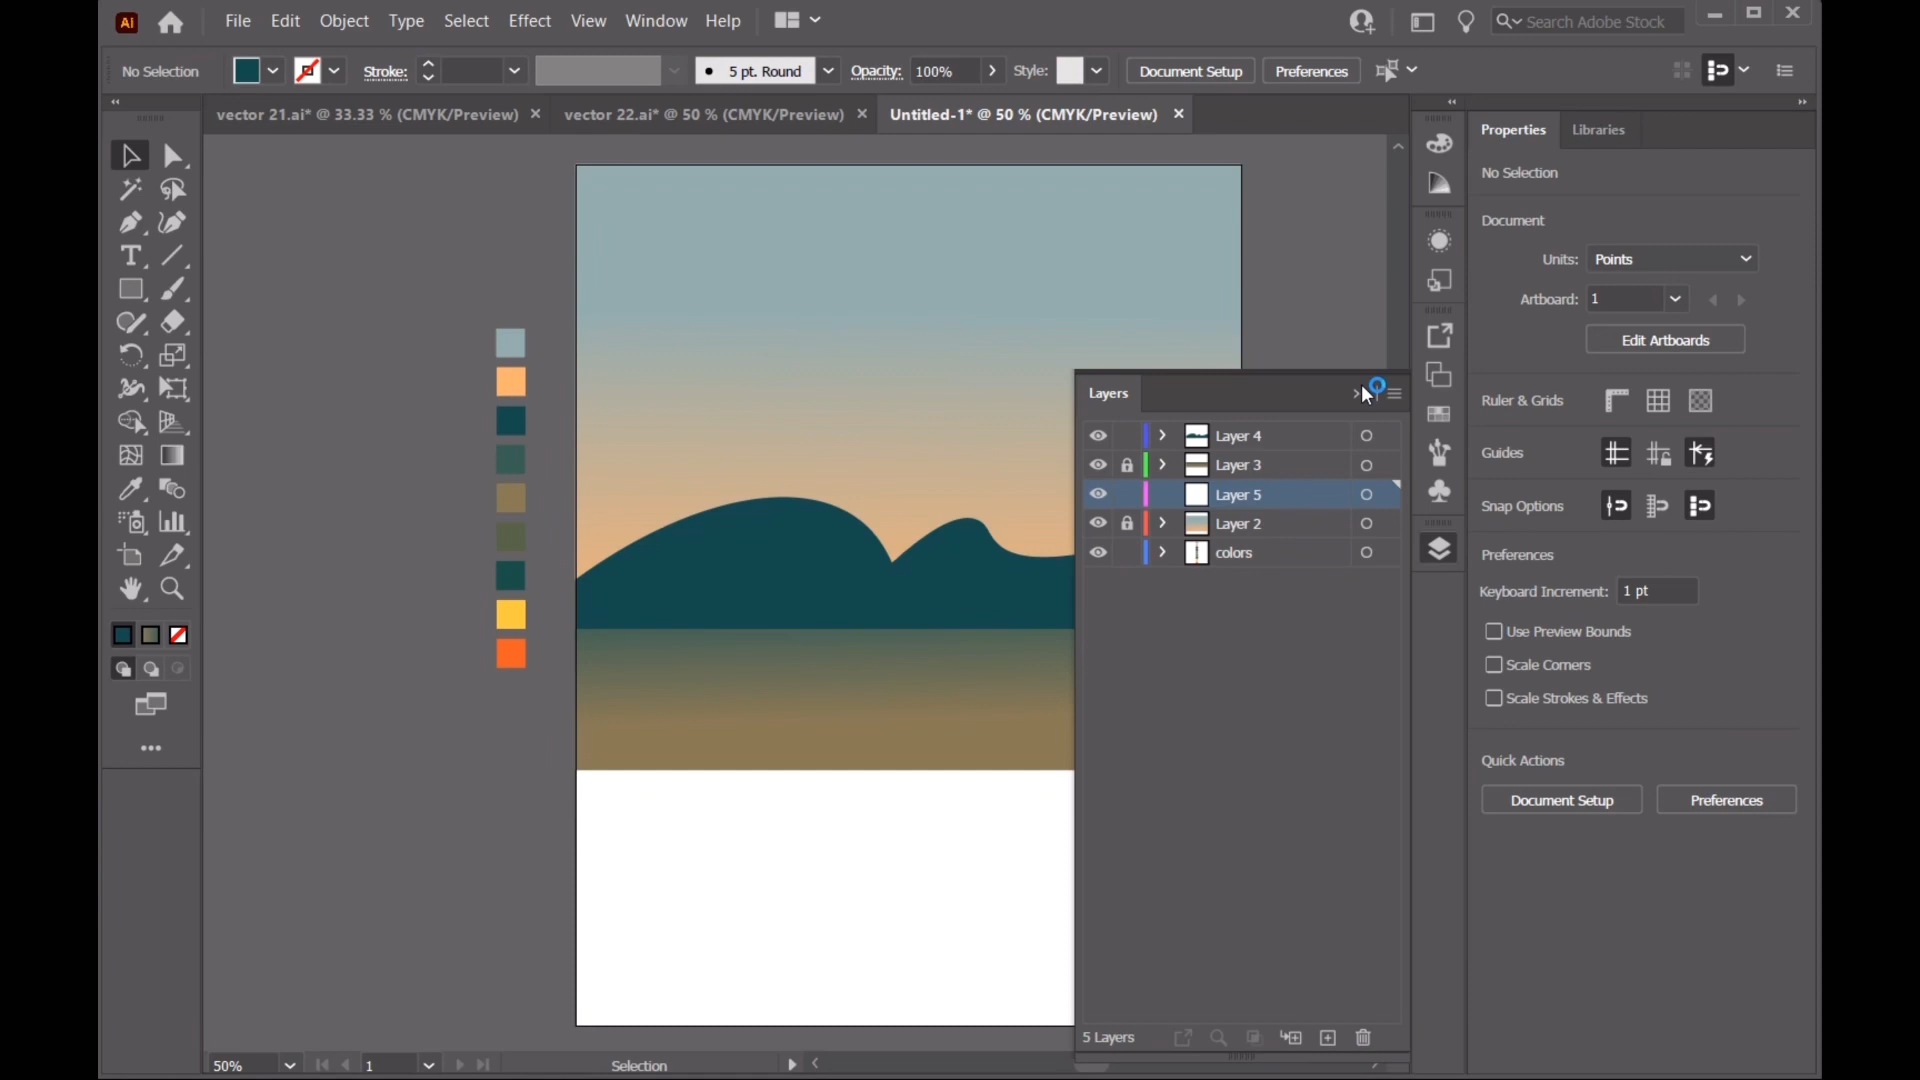 Ai File Edit Object Type Select Effect View Window Help Search Adobe Stock
No Selection Stroke: 5 pt. Round Opacity: 100% Style: Document Setup Preferences
vector 21.ai* @ 33.33 % (CMYK/Preview) vector 22.ai* @ 50 % (CMYK/Preview) Untitled-1* @ 50 % (CMYK/Preview)
Properties Libraries
No Selection
Document
Units: Points
Artboard: 1
Edit Artboards
Ruler & Grids
Guides
Snap Options
Preferences
Keyboard Increment: 1 pt
Use Preview Bounds
Scale Corners
Scale Strokes & Effects
Quick Actions
Document Setup Preferences
Layers
Layer 4
Layer 3
Layer 5
Layer 2
colors
5 Layers
50% 1 Selection